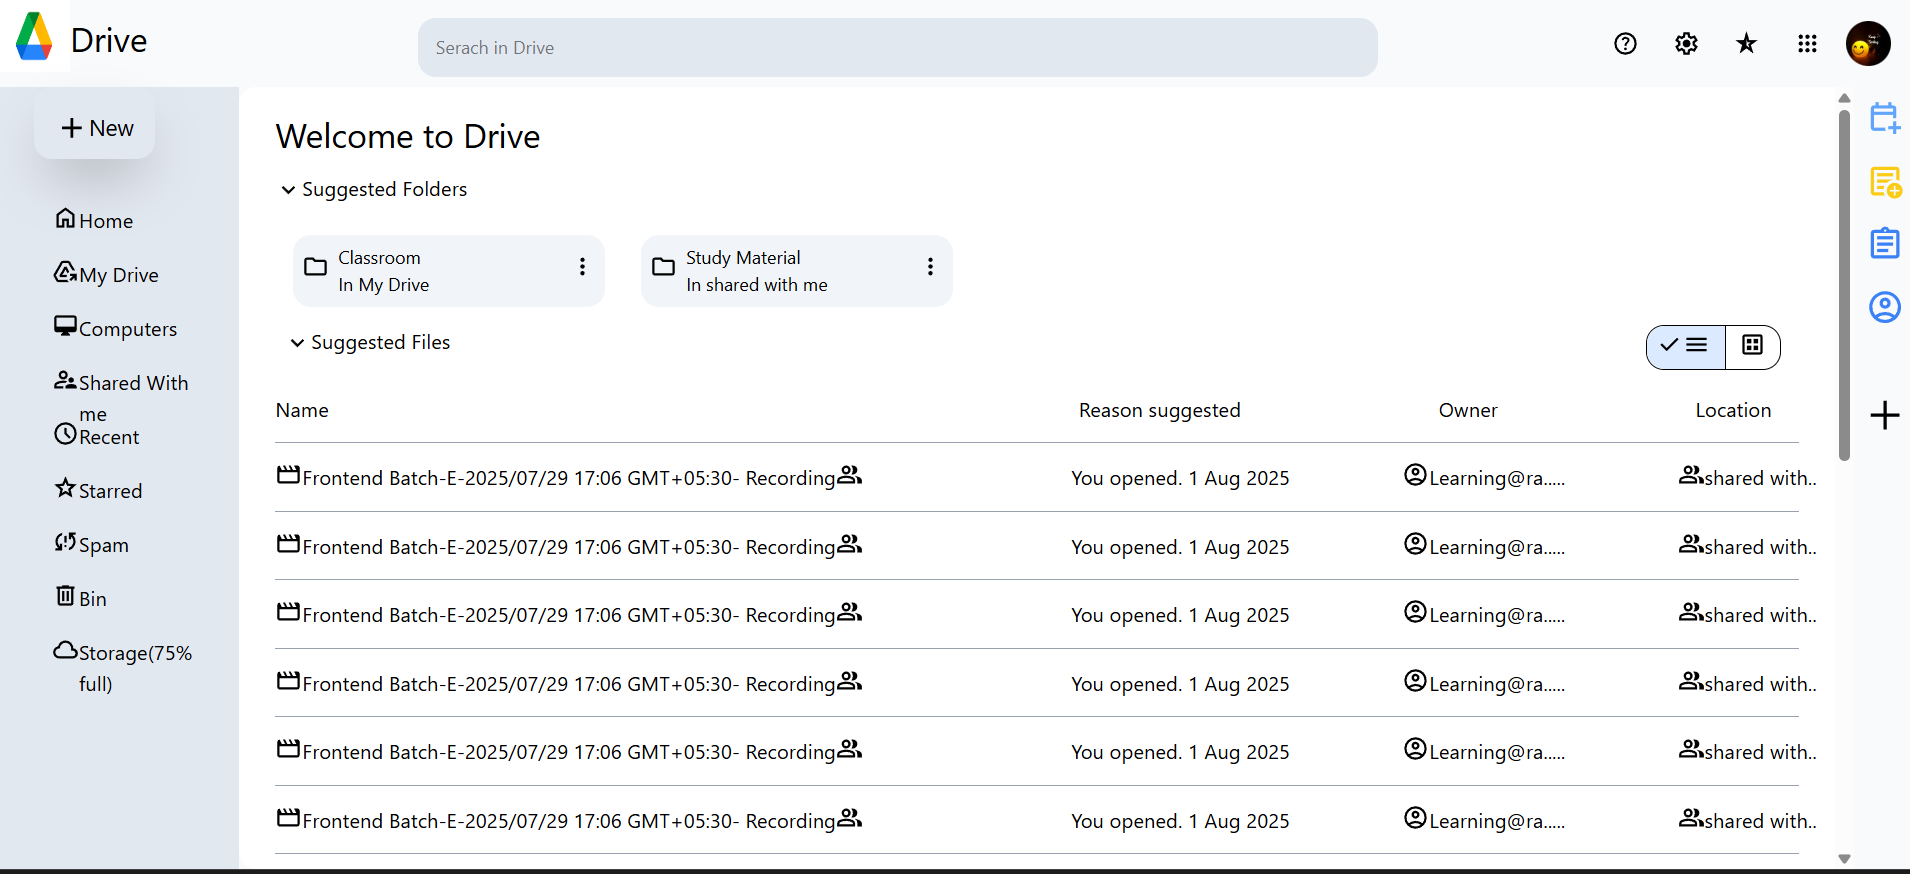 Drive
Serach in Drive
New
Home
My Drive
Computers
Shared With
me
Recent
Starred
Spam
Bin
Storage(75%
full)
Welcome to Drive
Suggested Folders
Classroom
In My Drive
Study Material
In shared with me
Suggested Files
Name Reason suggested Owner Location
Frontend Batch-E-2025/07/29 17:06 GMT+05:30- Recording You opened. 1 Aug 2025 Learning@ra..... shared with..
Frontend Batch-E-2025/07/29 17:06 GMT+05:30- Recording You opened. 1 Aug 2025 Learning@ra..... shared with..
Frontend Batch-E-2025/07/29 17:06 GMT+05:30- Recording You opened. 1 Aug 2025 Learning@ra..... shared with..
Frontend Batch-E-2025/07/29 17:06 GMT+05:30- Recording You opened. 1 Aug 2025 Learning@ra..... shared with..
Frontend Batch-E-2025/07/29 17:06 GMT+05:30- Recording You opened. 1 Aug 2025 Learning@ra..... shared with..
Frontend Batch-E-2025/07/29 17:06 GMT+05:30- Recording You opened. 1 Aug 2025 Learning@ra..... shared with..